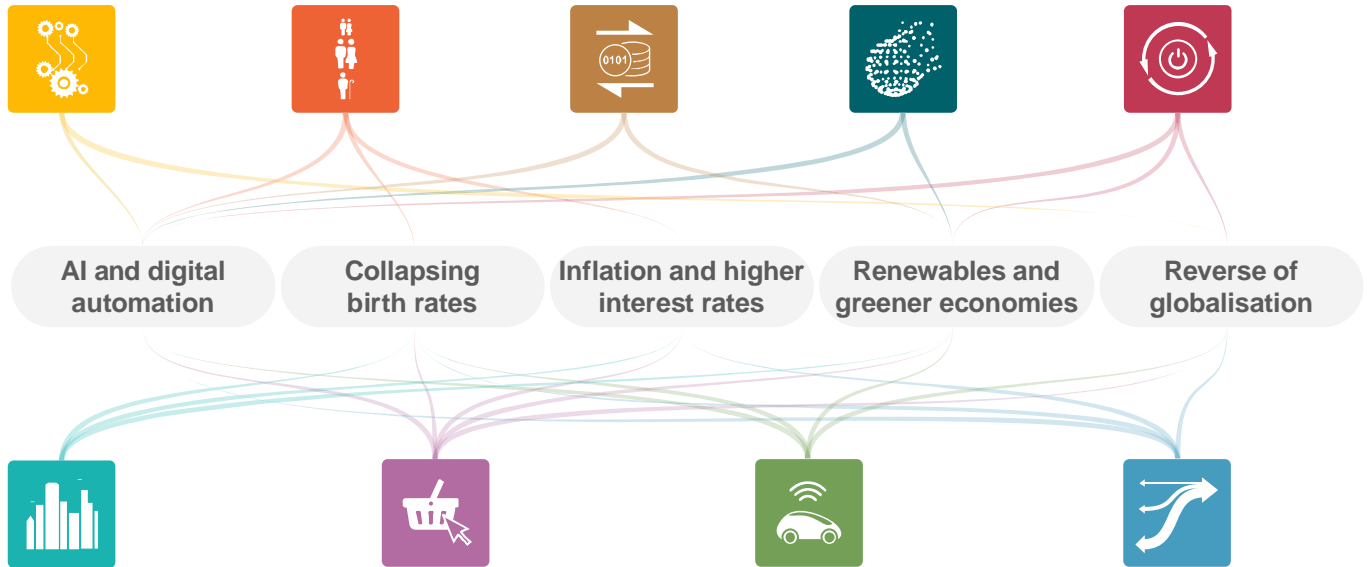 0101
AI and digital
automation
Collapsing
birth rates
Inflation and higher
interest rates
Renewables and
greener economies
Reverse of
globalisation